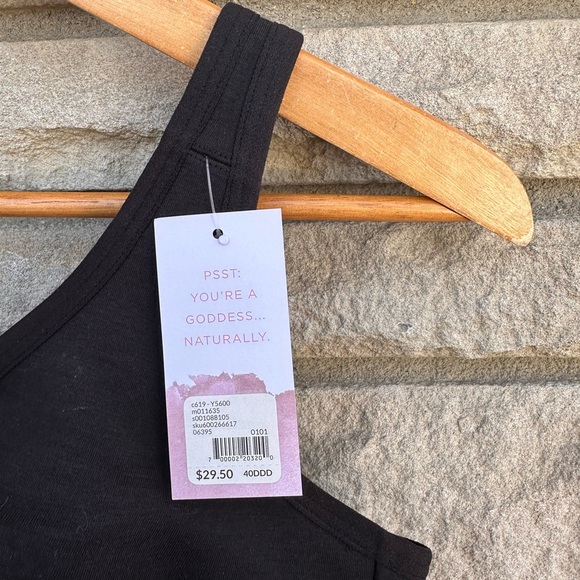 PSST:
YOU'RE A
GODDESS...
NATURALLY.
c619 - Y5600
m011635
s001088105
sku600266617
06395 0101
7 00002 20320 0
$29.50 40DDD